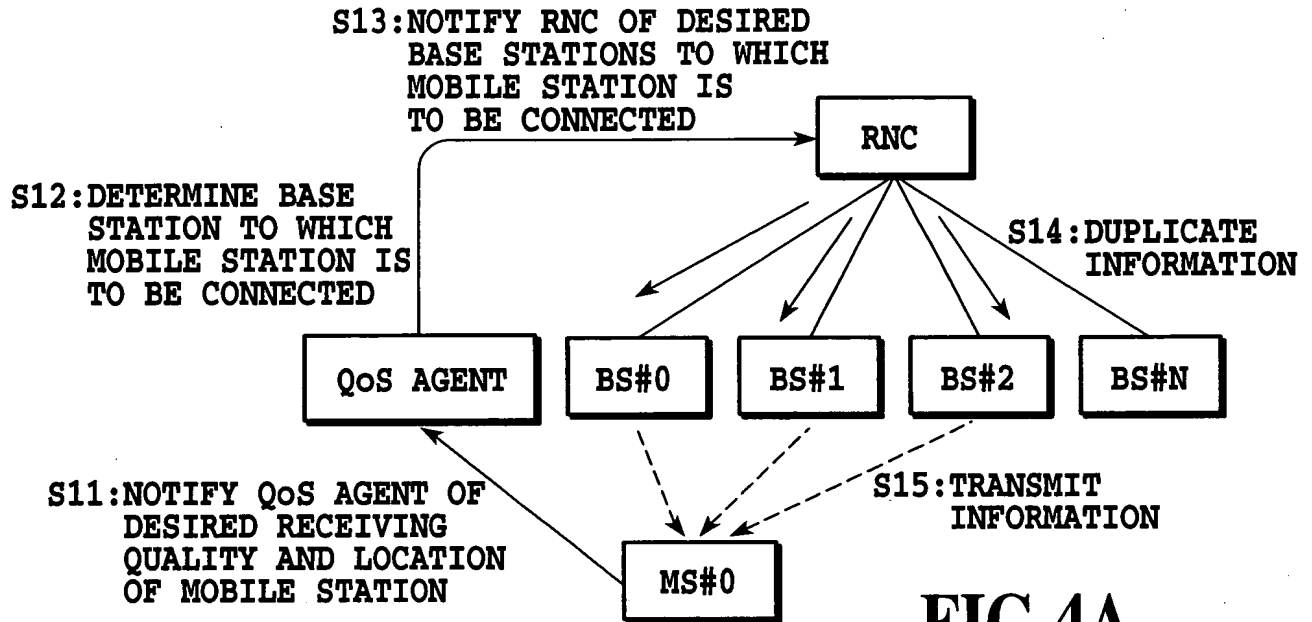 S13:NOTIFY RNC OF DESIRED
BASE STATIONS TO WHICH
MOBILE STATION IS
TO BE CONNECTED
RNC
S12:DETERMINE BASE
STATION TO WHICH
MOBILE STATION IS
TO BE CONNECTED
S14:DUPLICATE
INFORMATION
QoS AGENT
BS#0
BS#1
BS#2
BS#N
S11:NOTIFY QoS AGENT OF
DESIRED RECEIVING
QUALITY AND LOCATION
OF MOBILE STATION
S15:TRANSMIT
INFORMATION
MS#0
FIG.4A